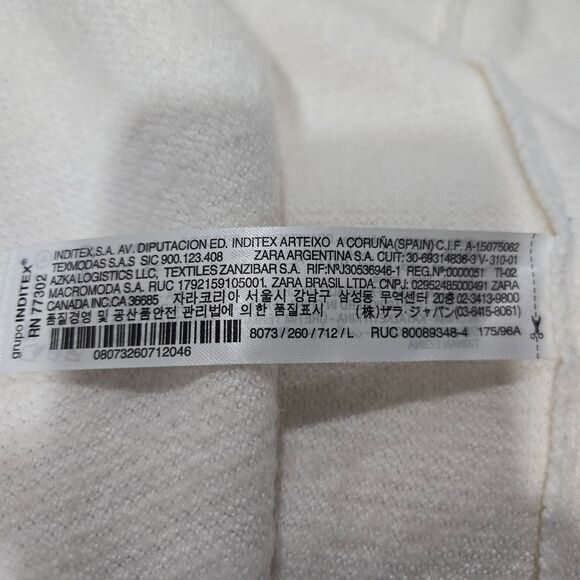 grupo INDITEX®
RN 77302
INDITEX,S.A. AV. DIPUTACION ED. INDITEX ARTEIXO A CORUÑA(SPAIN) C.I.F. A-15075062
TEXMODAS S.A.S SIC 900.123.408 ZARA ARGENTINA S.A. CUIT: 30-69314836-3 V-310-01
AZKA LOGISTICS LLC, TEXTILES ZANZIBAR S.A. RIF:NºJ30536946-1 REG.Nº:0000051 TI-02
MACROMODA S.A. RUC 1792159105001. ZARA BRASIL LTDA. CNPJ: 02952485000491 ZARA
CANADA INC.CA 36685 자라코리아 서울시 강남구 삼성동 무역센터 20층 02-3413-9800
품질경영 및 공산품안전 관리법에 의한 품질표시 (株)ザラ・ジャパン(03-6415-8061)
8073 / 260 / 712 / L RUC 80089348-4 175/96A
08073260712046